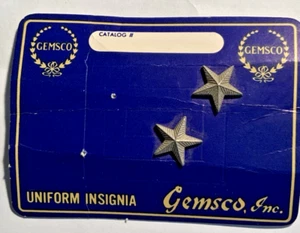 GEMSCO
CATALOG #
GEMSCO
UNIFORM INSIGNIA
Gemsco, Inc.